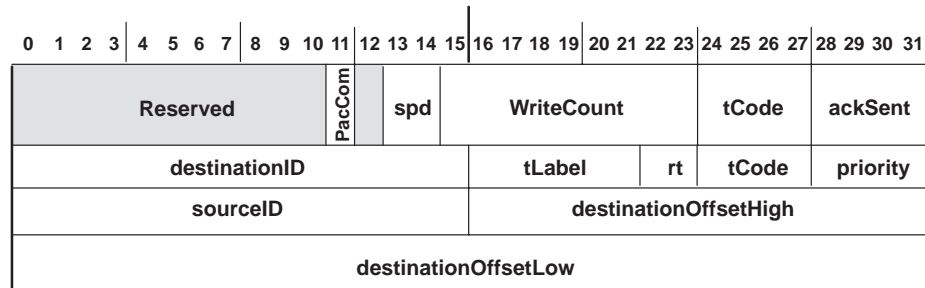 0 1 2 3 4 5 6 7 8 9 10 11 12 13 14 15 16 17 18 19 20 21 22 23 24 25 26 27 28 29 30 31
Reserved PacCom spd WriteCount tCode ackSent
destinationID tLabel rt tCode priority
sourceID destinationOffsetHigh
destinationOffsetLow